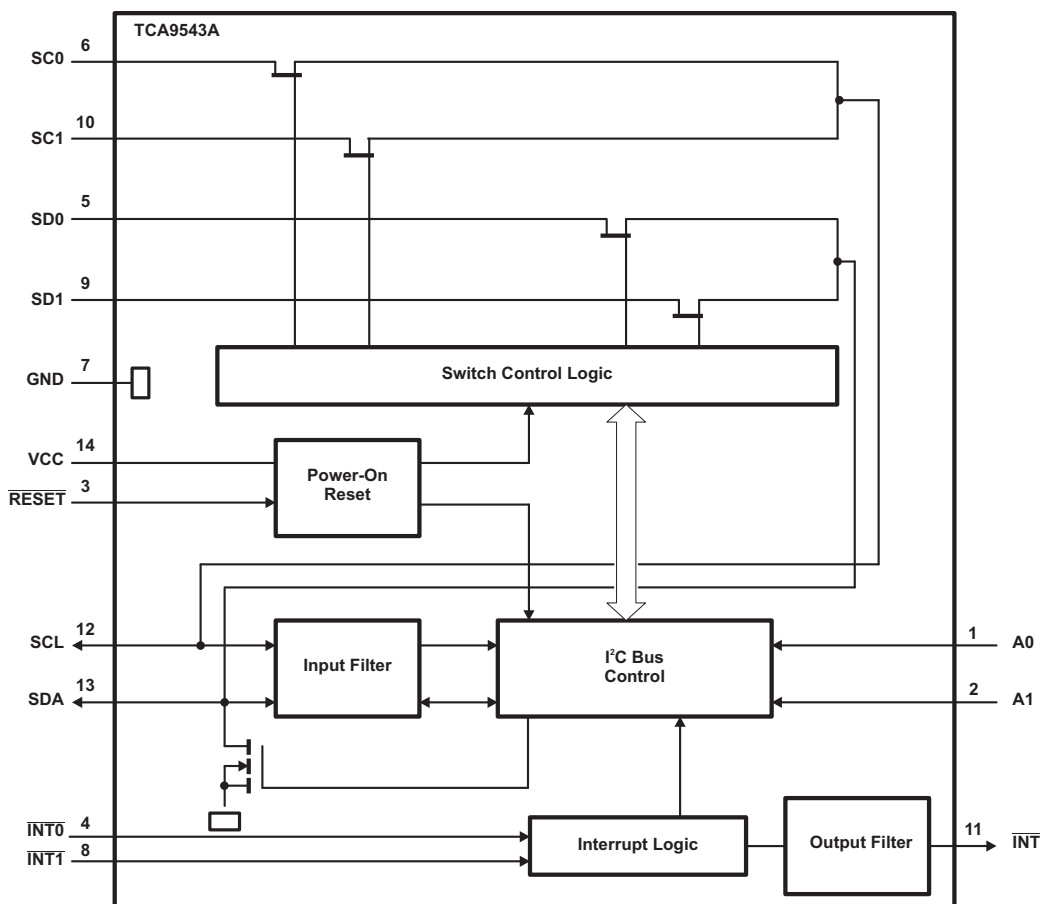 TCA9543A
SC0 6
SC1 10
SD0 5
SD1 9
GND 7
Switch Control Logic
VCC 14
RESET 3
Power-On
Reset
SCL 12
SDA 13
Input Filter
I²C Bus
Control
1 A0
2 A1
INT0 4
INT1 8
Interrupt Logic
Output Filter
11 INT